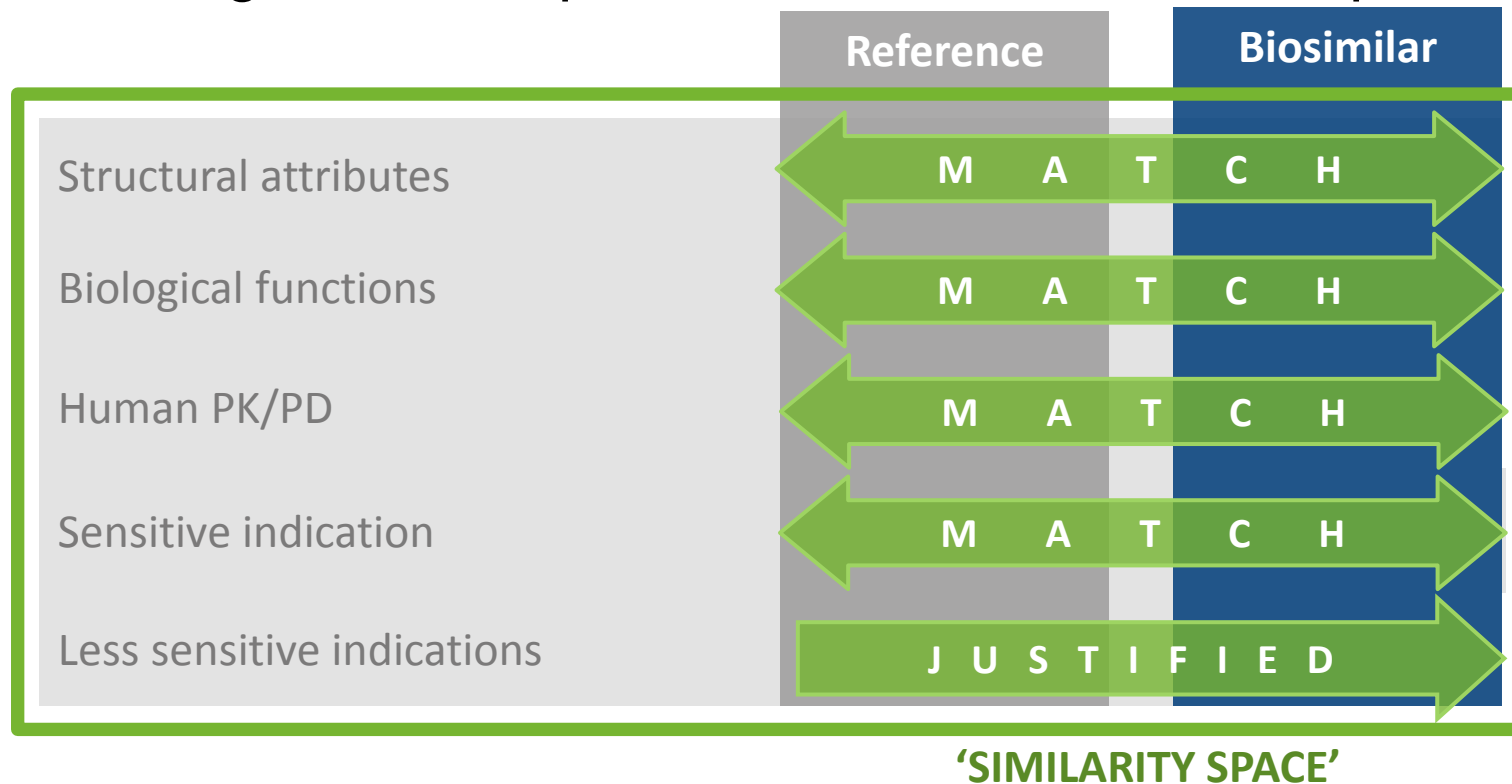 Reference Biosimilar
Structural attributes M A T C H
Biological functions M A T C H
Human PK/PD M A T C H
Sensitive indication M A T C H
Less sensitive indications J U S T I F I E D
‘SIMILARITY SPACE’